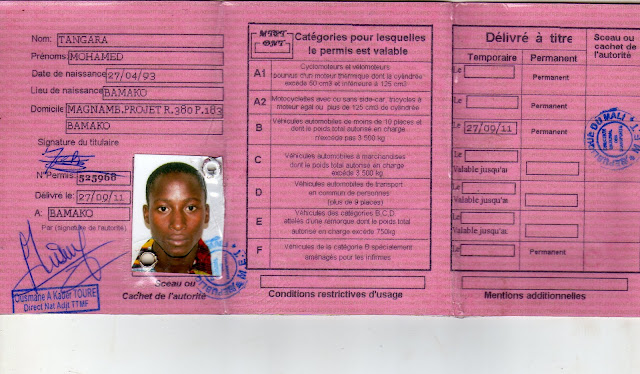 Nom: TANGARA
Prénoms MOHAMED
Date de naissance 27/04/93
Lieu de naissance BAMAKO
Domicile MAGNAMB.PROJET R.380 P.183
BAMAKO
Signature du titulaire
N°Permis 525968
Délivré le: 27/09/11
A: BAMAKO
Par (signature de l'autorité)
Ousmane A Kader TOURE
Direct Nat Adjt TTMF
Sceau ou
Cachet de l'autorité
Catégories pour lesquelles
le permis est valable
A1
Cyclomoteurs et vélomoteurs
pourvus d'un moteur thermique dont la cylindrée
excède 50 cm3 et inférieure à 125 cm3
A2
Motocyclettes avec ou sans side-car, tricycles à
moteur égal ou plus de 125 cm3 de cylindrée
B
Véhicules automobiles de moins de 10 places et
dont le poids total autorisé en charge
n'excède pas 3 500 kg
C
Véhicules automobiles à marchandises
dont le poids total autorisé en charge
excède 3 500 kg
D
Véhicules automobiles de transport
en commun de personnes
(plus de 9 places)
E
Véhicules des catégories B,C,D
attelés d'une remorque dont le poids total
autorisé en charge excède 750kg
F
Véhicules de la catégorie B spécialement
aménagés pour les infirmes
Conditions restrictives d'usage
Délivré à titre
Temporaire Permanent
Sceau ou
cachet de
l'autorité
Le Permanent
Le Permanent
Le 27/09/11 Permanent
Le
Valable jusqu'au
Le
Valable jusqu'au
Le
Valable jusqu'au
Le Permanent
DU MALI
Mentions additionnelles